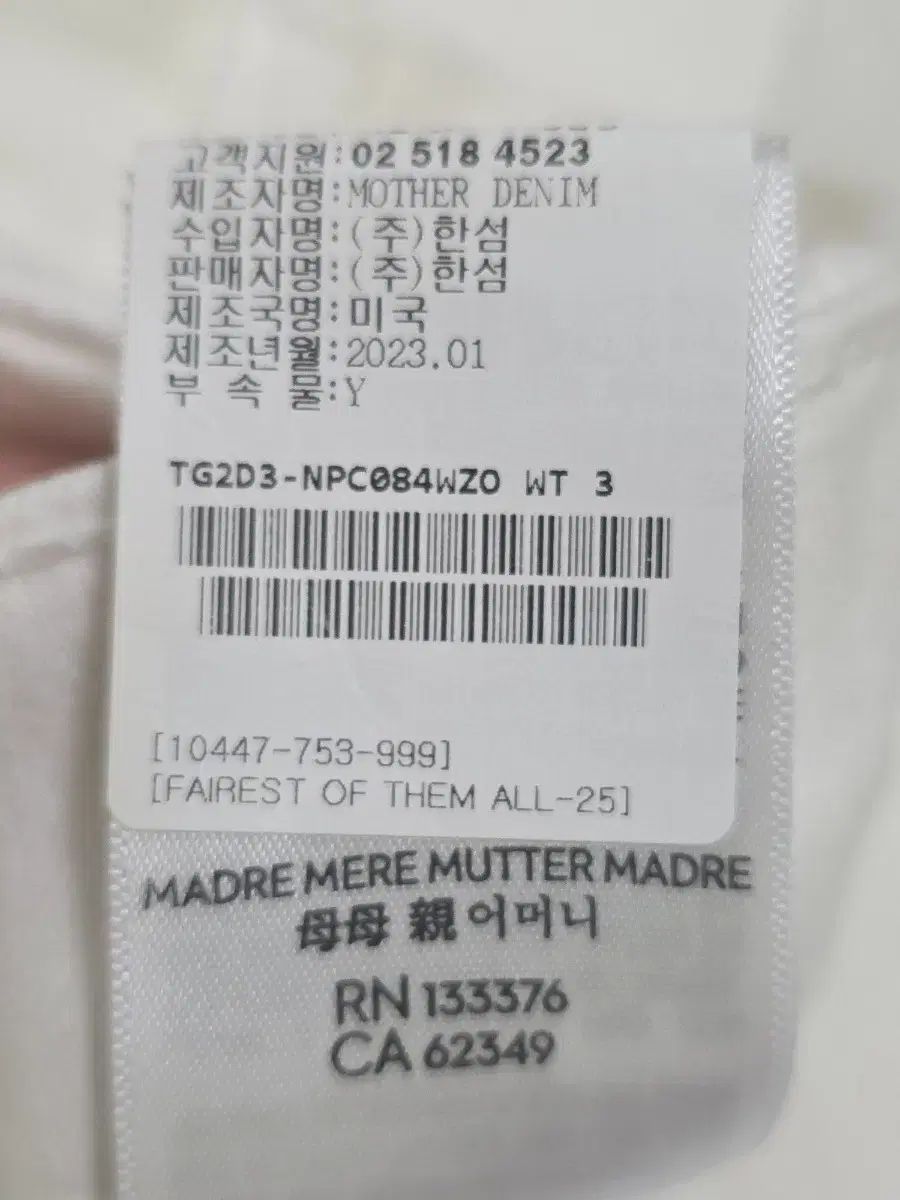 고객지원:02 518 4523
제조자명:MOTHER DENIM
수입자명:(주)한섬
판매자명:(주)한섬
제조국명:미국
제조년월:2023.01
부 속 물:Y
TG2D3-NPC084WZO WT 3
[10447-753-999]
[FAIREST OF THEM ALL-25]
MADRE MERE MUTTER MADRE
母母 親 어머니
RN 133376
CA 62349